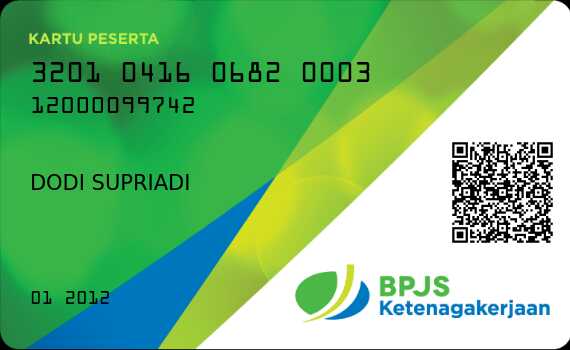 KARTU PESERTA
3201 0416 0682 0003
12000099742
DODI SUPRIADI
01 2012
BPJS
Ketenagakerjaan